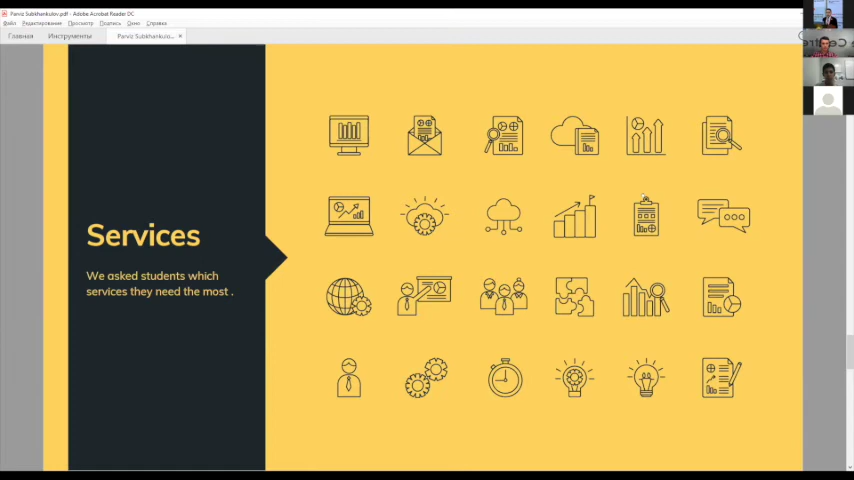 Parviz Subkhankulov.pdf - Adobe Acrobat Reader DC
Файл Редактирование Просмотр Подпись Окно Справка
Главная Инструменты Parviz Subkhankulo... ×
Services
We asked students which
services they need the most .